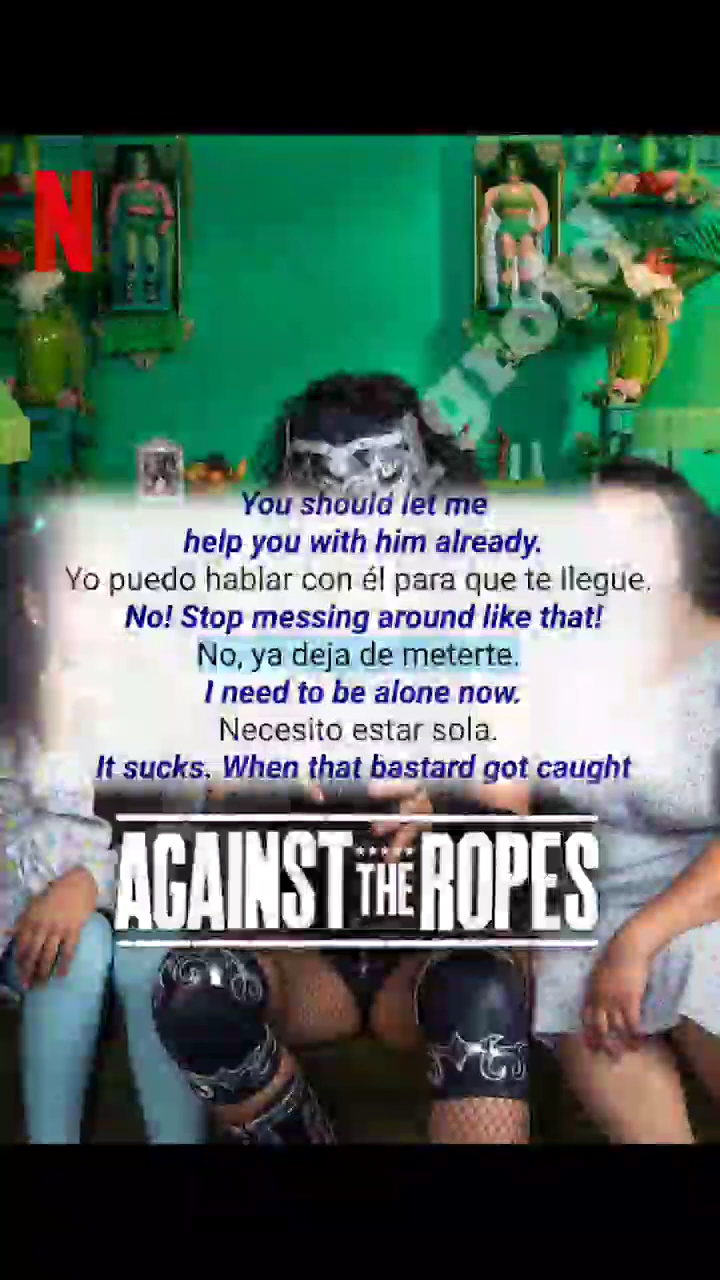 N
You should let me
help you with him already.
Yo puedo hablar con él para que te llegue.
No! Stop messing around like that!
No, ya deja de meterte.
I need to be alone now.
Necesito estar sola.
It sucks. When that bastard got caught
AGAINST THE ROPES